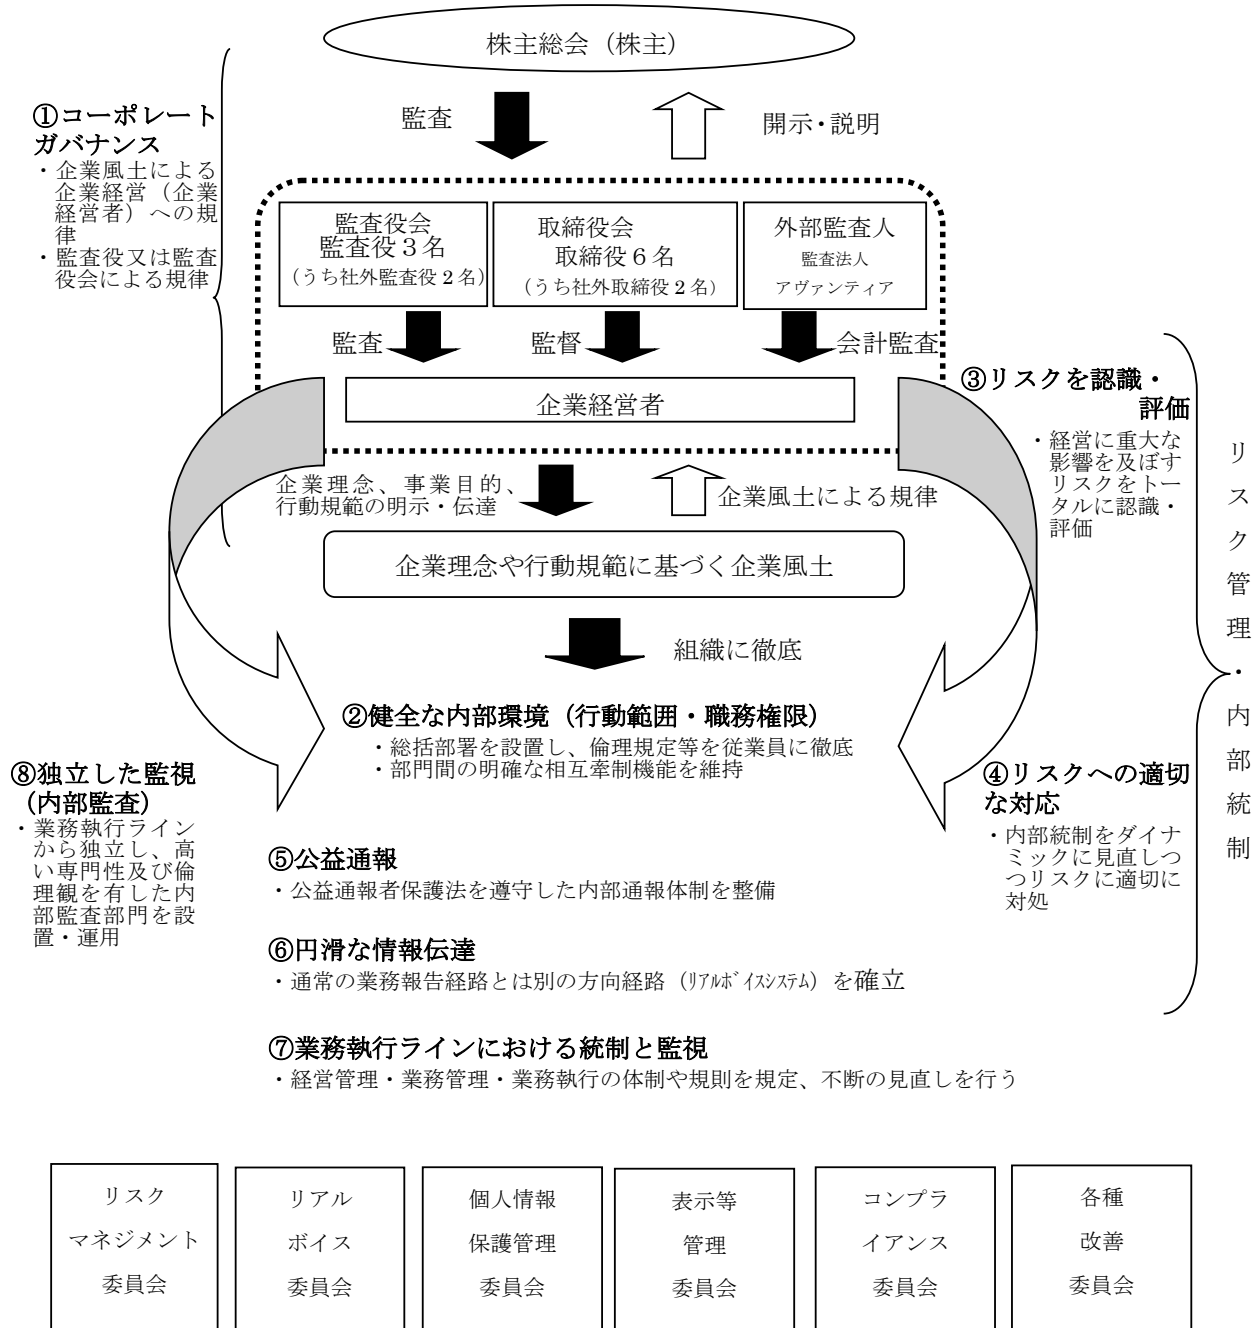 株主総会（株主）
監査
開示・説明
①コーポレート
ガバナンス
・企業風土による
企業経営（企業
経営者）への規
律
・監査役又は監査
役会による規律
監査役会
監査役３名
（うち社外監査役２名）
取締役会
取締役６名
（うち社外取締役２名）
外部監査人
監査法人
アヴァンティア
監査
監督
会計監査
企業経営者
③リスクを認識・
評価
・経営に重大な
影響を及ぼす
リスクをトー
タルに認識・
評価
企業理念、事業目的、
行動規範の明示・伝達
企業風土による規律
企業理念や行動規範に基づく企業風土
組織に徹底
リスク管理・内部統制
②健全な内部環境（行動範囲・職務権限）
・総括部署を設置し、倫理規定等を従業員に徹底
・部門間の明確な相互牽制機能を維持
⑧独立した監視
（内部監査）
・業務執行ライン
から独立し、高
い専門性及び倫
理観を有した内
部監査部門を設
置・運用
④リスクへの適切
な対応
・内部統制をダイナ
ミックに見直しつ
つリスクに適切に
対処
⑤公益通報
・公益通報者保護法を遵守した内部通報体制を整備
⑥円滑な情報伝達
・通常の業務報告経路とは別の方向経路（ﾘｱﾙﾎﾞｲｽｼｽﾃﾑ）を確立
⑦業務執行ラインにおける統制と監視
・経営管理・業務管理・業務執行の体制や規則を規定、不断の見直しを行う
リスク
マネジメント
委員会
リアル
ボイス
委員会
個人情報
保護管理
委員会
表示等
管理
委員会
コンプラ
イアンス
委員会
各種
改善
委員会